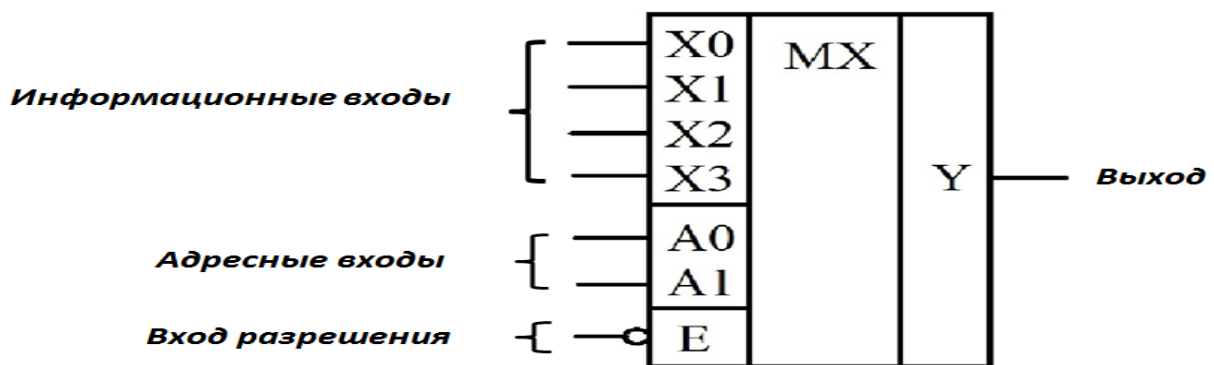 X0
MX
X1
Информационные входы
X2
X3
Y
Выход
A0
Адресные входы
A1
Вход разрешения
E